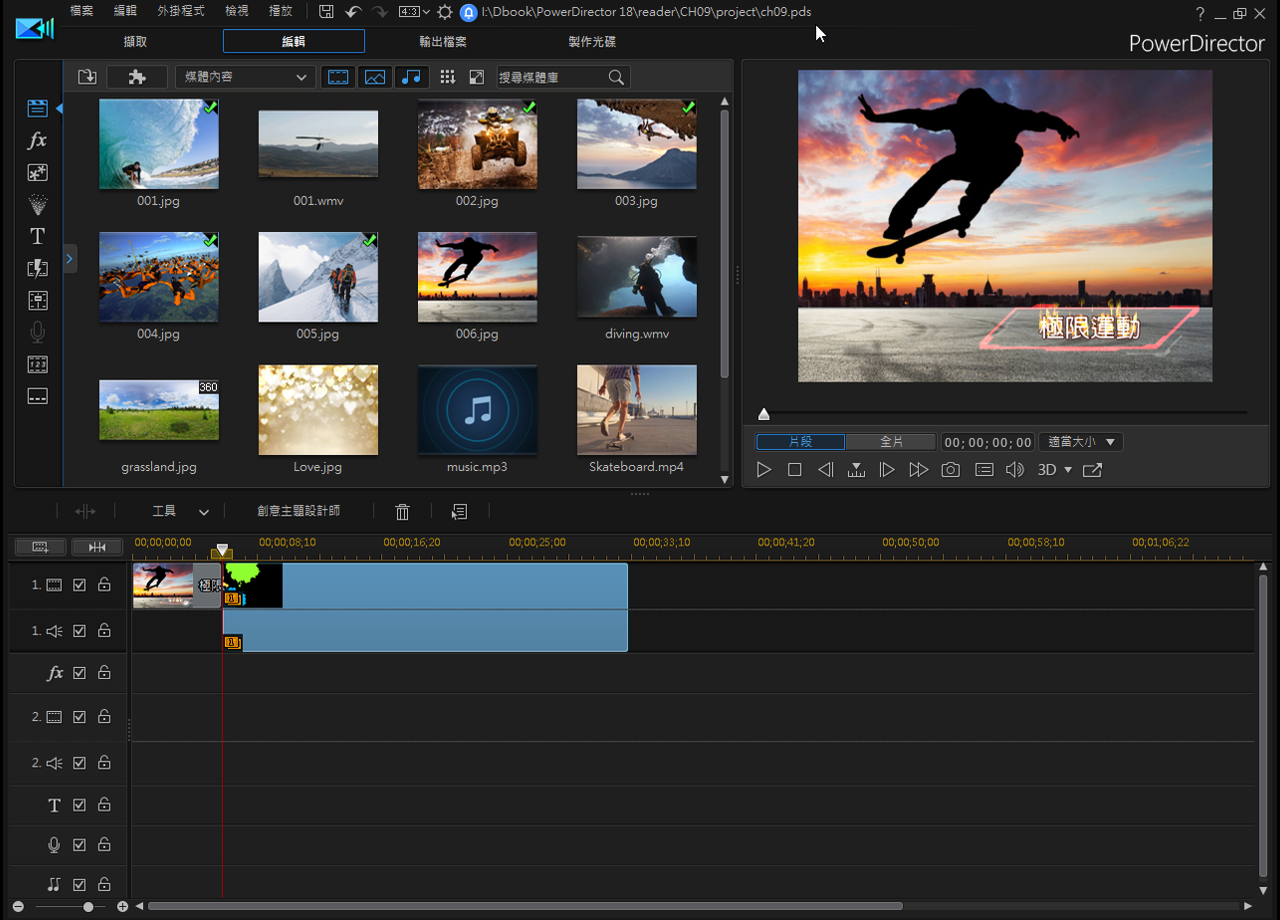 檔案 編輯 外掛程式 檢視 播放 4:3 I:\Dbook\PowerDirector 18\reader\CH09\project\ch09.pds ?
擷取 編輯 輸出檔案 製作光碟 PowerDirector
媒體內容 搜尋媒體庫
001.jpg 001.wmv 002.jpg 003.jpg
fx
T
004.jpg 005.jpg 006.jpg diving.wmv
極限運動
123
360
grassland.jpg Love.jpg music.mp3 Skateboard.mp4
片段 全片 00; 00; 00; 00 適當大小
3D
工具 創意主題設計師
00;00;00;00 00;00;08;10 00;00;16;20 00;00;25;00 00;00;33;10 00;00;41;20 00;00;50;00 00;00;58;10 00;01;06;22
1. 極限
1.
fx
2.
2.
T